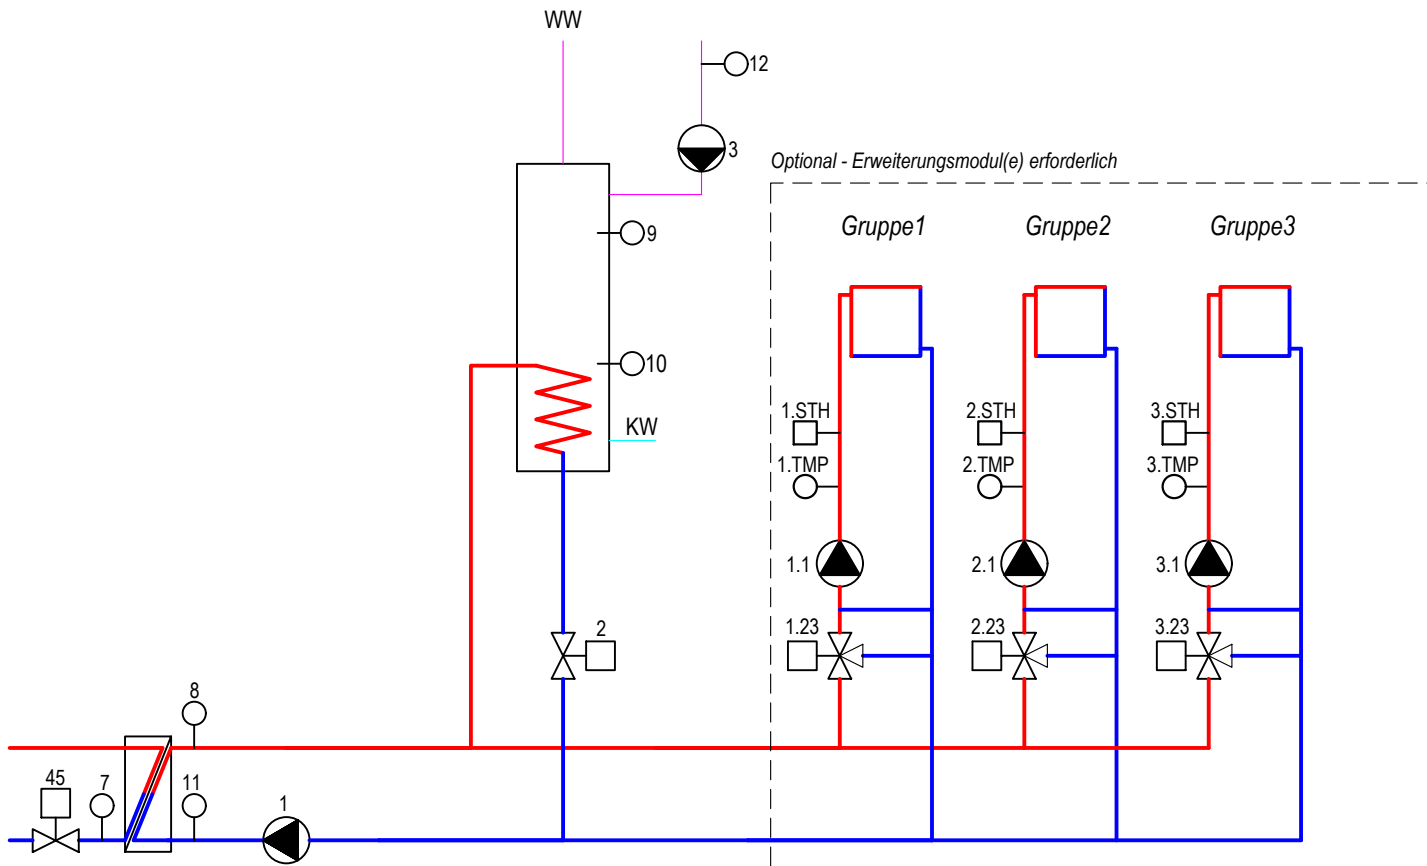 WW
12
3
Optional - Erweiterungsmodul(e) erforderlich
Gruppe1
Gruppe2
Gruppe3
9
10
KW
1.STH
2.STH
3.STH
1.TMP
2.TMP
3.TMP
1.1
2.1
3.1
2
1.23
2.23
3.23
8
45
7
11
1